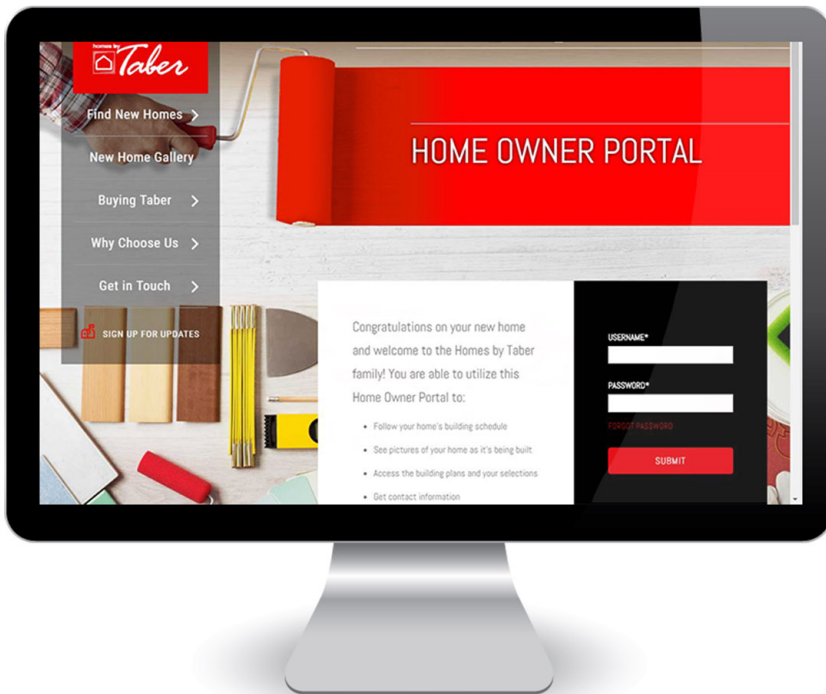 homes by
Taber
Find New Homes
New Home Gallery
Buying Taber
Why Choose Us
Get in Touch
SIGN UP FOR UPDATES
HOME OWNER PORTAL
Congratulations on your new home
and welcome to the Homes by Taber
family! You are able to utilize this
Home Owner Portal to:
• Follow your home's building schedule
• See pictures of your home as it's being built
• Access the building plans and your selections
• Get contact information
USERNAME*
PASSWORD*
FORGOT PASSWORD
SUBMIT